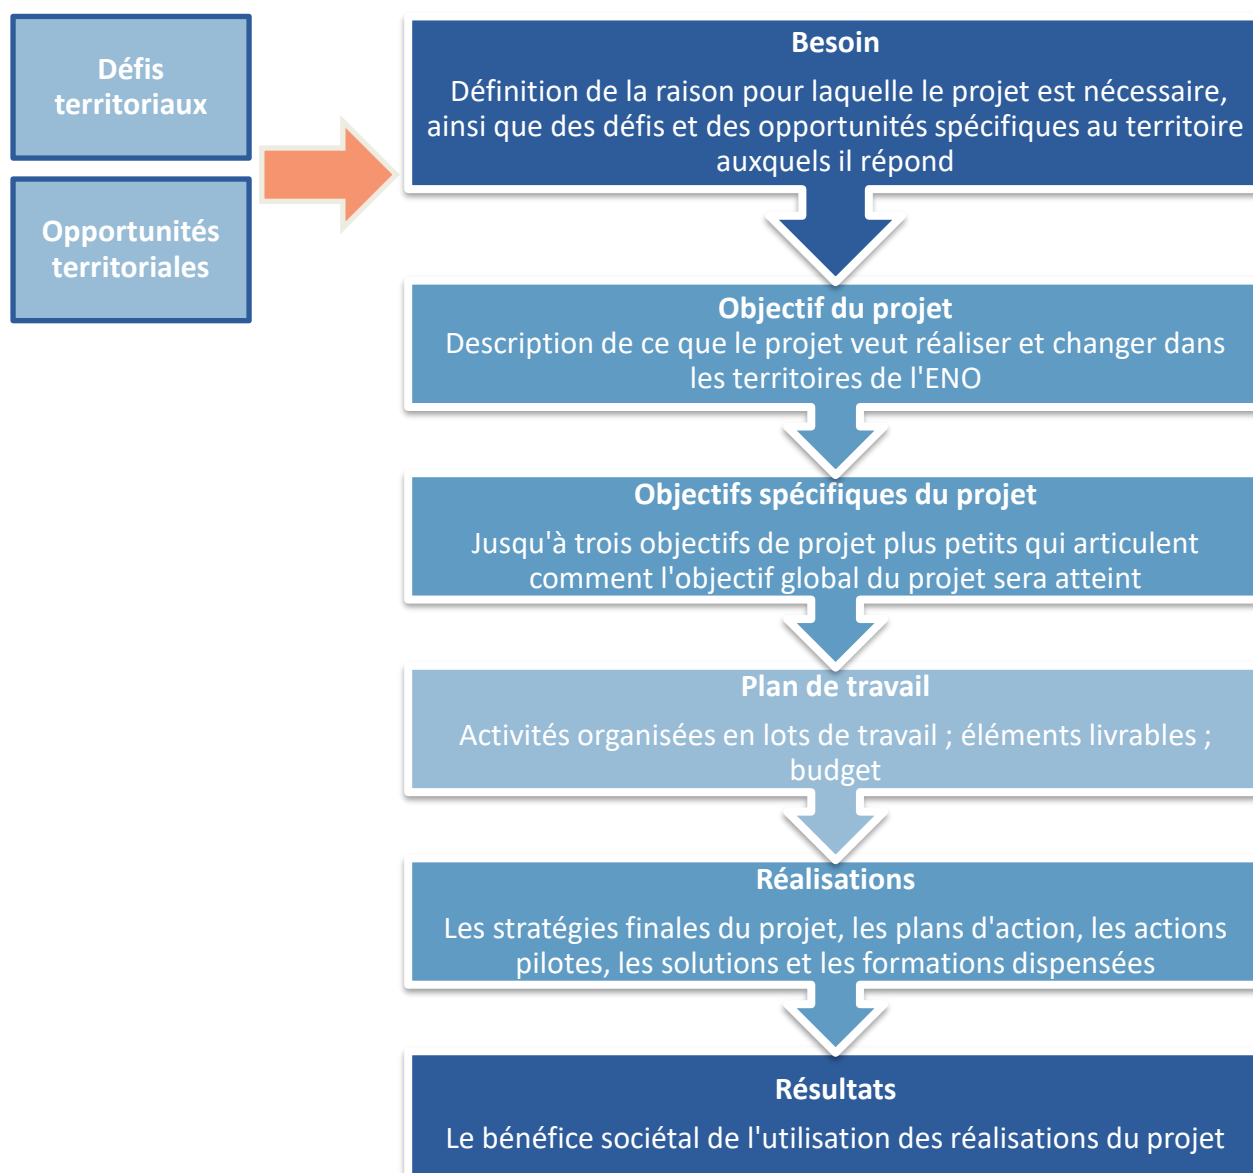 Défis
territoriaux
Opportunités
territoriales
Besoin
Définition de la raison pour laquelle le projet est nécessaire,
ainsi que des défis et des opportunités spécifiques au territoire
auxquels il répond
Objectif du projet
Description de ce que le projet veut réaliser et changer dans
les territoires de l'ENO
Objectifs spécifiques du projet
Jusqu'à trois objectifs de projet plus petits qui articulent
comment l'objectif global du projet sera atteint
Plan de travail
Activités organisées en lots de travail ; éléments livrables ;
budget
Réalisations
Les stratégies finales du projet, les plans d'action, les actions
pilotes, les solutions et les formations dispensées
Résultats
Le bénéfice sociétal de l'utilisation des réalisations du projet